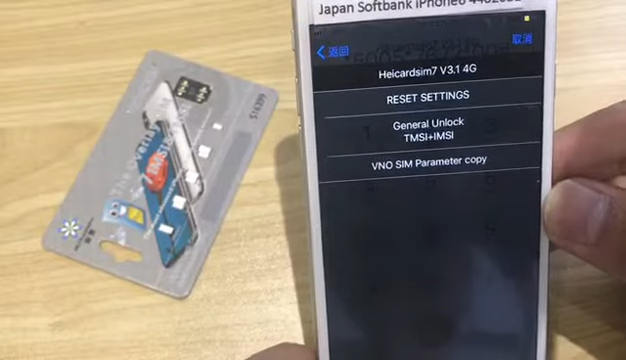 Japan Softbank iPhone6
返回
取消
Heicardsim7 V3.1 4G
RESET SETTINGS
General Unlock
TMSI+IMSI
VNO SIM Parameter copy